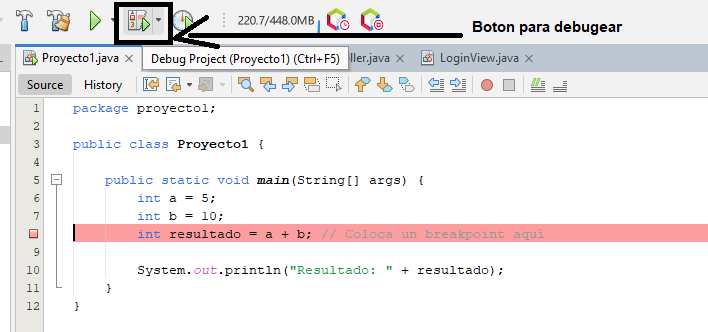 220.7/448.0MB
Boton para debugear
Proyecto1.java
Debug Project (Proyecto1) (Ctrl+F5)
ller.java
LoginView.java
Source
History
1 package proyecto1;
2
3 public class Proyecto1 {
4
5 public static void main(String[] args) {
6 int a = 5;
7 int b = 10;
int resultado = a + b; // Coloca un breakpoint aquí
9
10 System.out.println("Resultado: " + resultado);
11 }
12 }